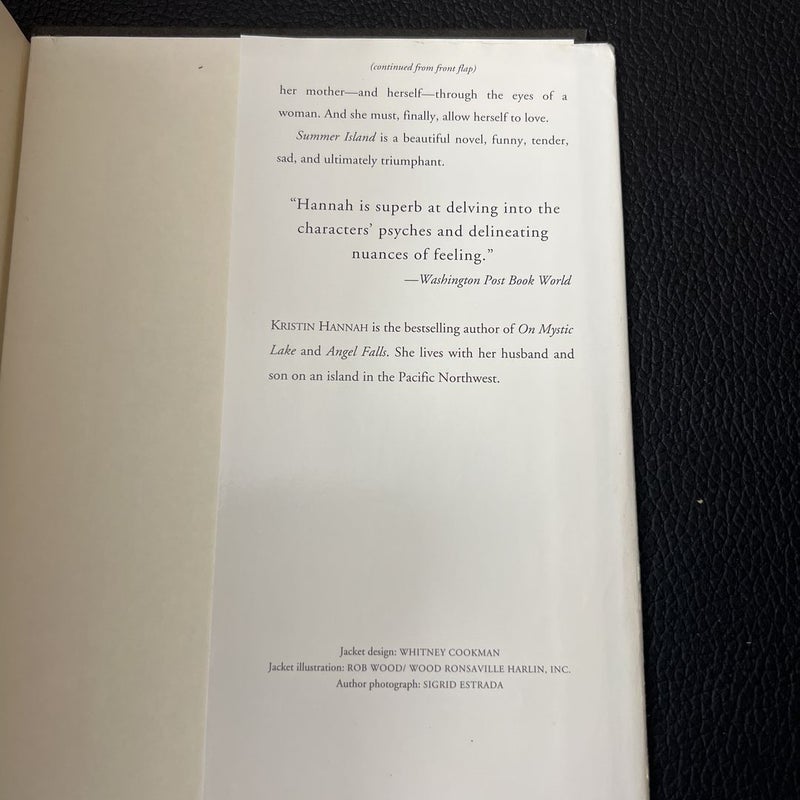 (continued from front flap)
her mother—and herself—through the eyes of a
woman. And she must, finally, allow herself to love.
Summer Island is a beautiful novel, funny, tender,
sad, and ultimately triumphant.
“Hannah is superb at delving into the
characters’ psyches and delineating
nuances of feeling.”
—Washington Post Book World
KRISTIN HANNAH is the bestselling author of On Mystic
Lake and Angel Falls. She lives with her husband and
son on an island in the Pacific Northwest.
Jacket design: WHITNEY COOKMAN
Jacket illustration: ROB WOOD/ WOOD RONSAVILLE HARLIN, INC.
Author photograph: SIGRID ESTRADA